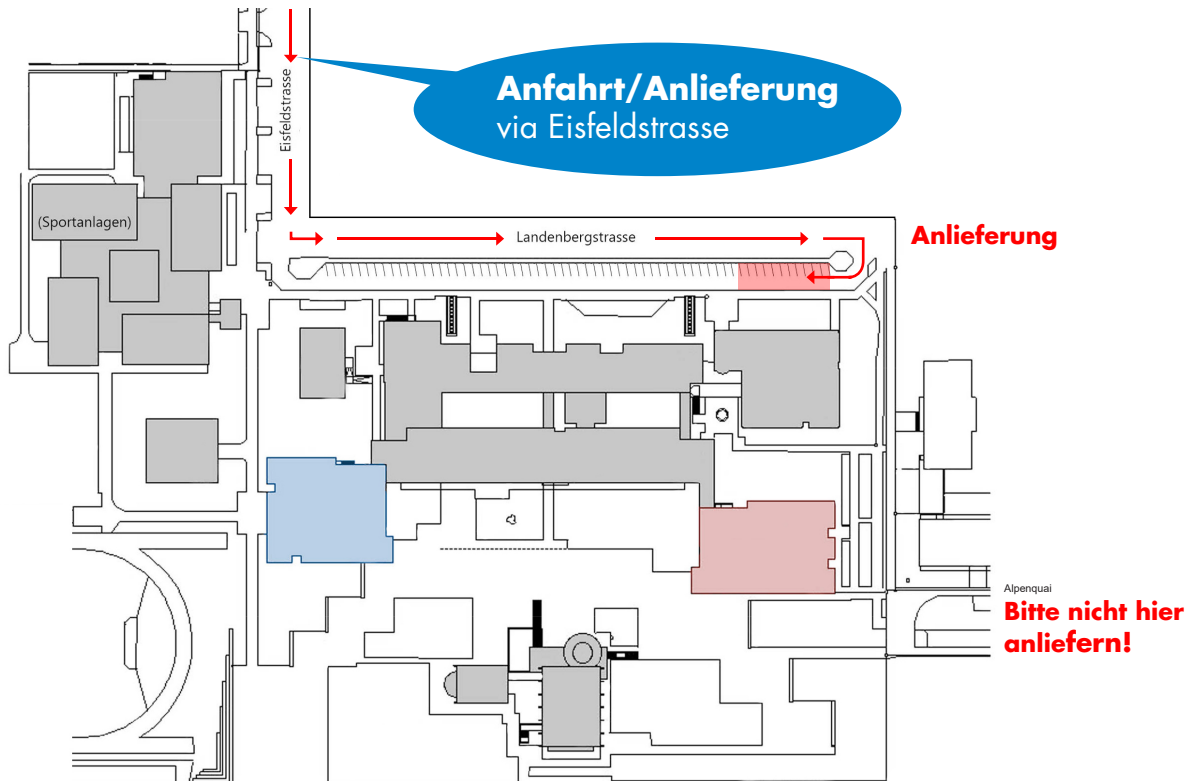 Anfahrt/Anlieferung
via Eisfeldstrasse
Eisfeldstrasse
(Sportanlagen)
Landenbergstrasse
Anlieferung
Alpenquai
Bitte nicht hier
anliefern!